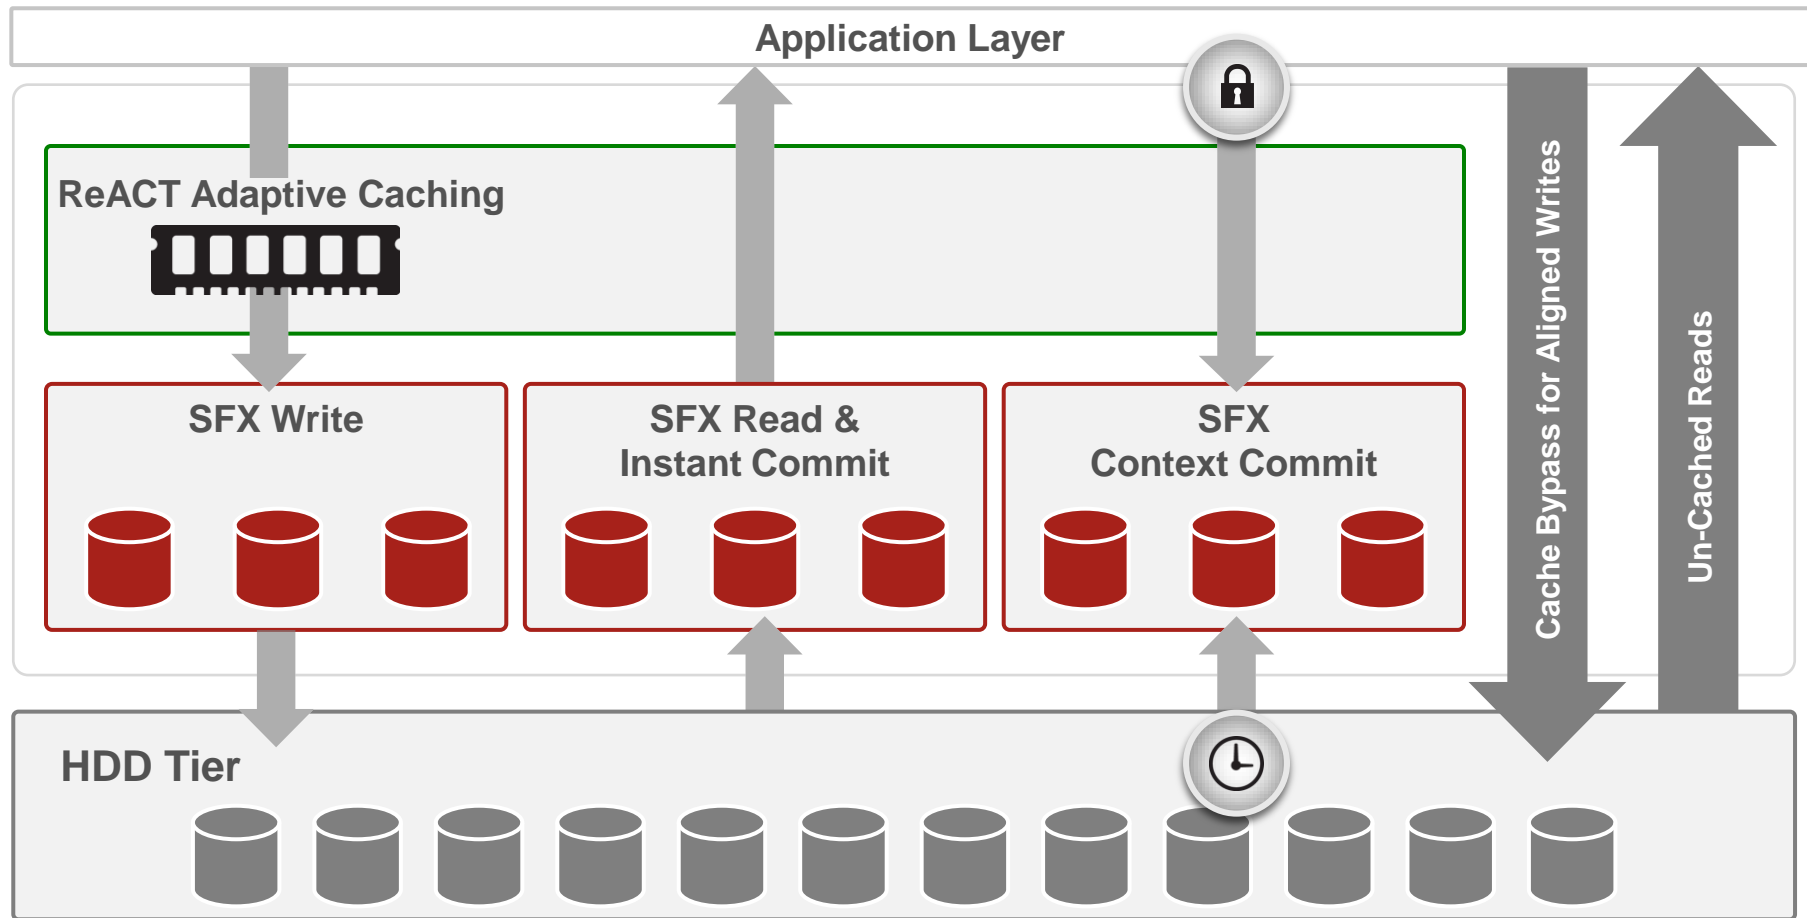 Application Layer
ReACT Adaptive Caching
SFX Write
SFX Read &
Instant Commit
SFX
Context Commit
Cache Bypass for Aligned Writes
Un-Cached Reads
HDD Tier